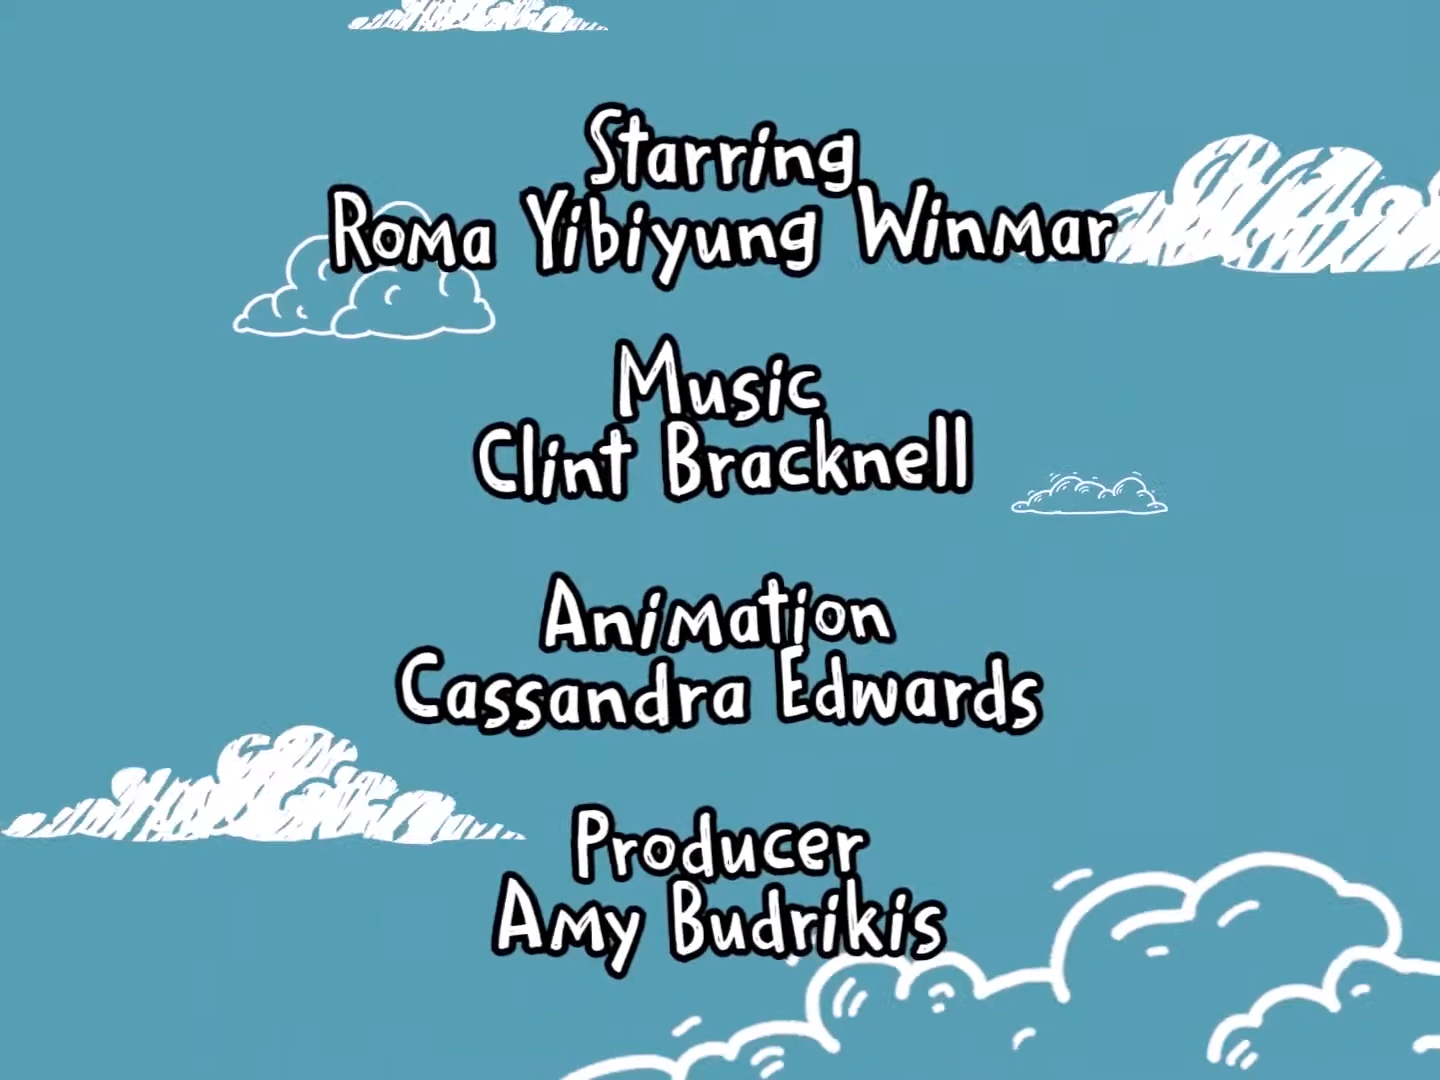 Starring
Roma Yibiyung Winmar
Music
Clint Bracknell
Animation
Cassandra Edwards
Producer
Amy Budrikis